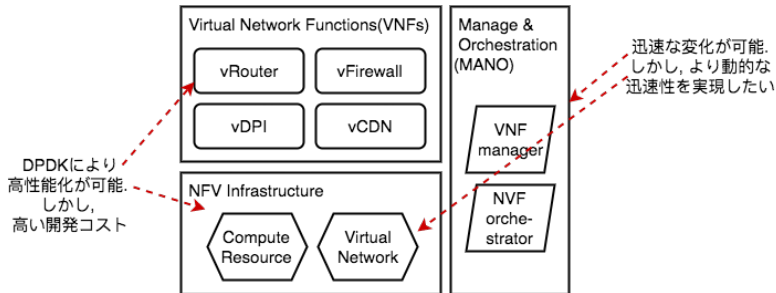 Virtual Network Functions(VNFs)
vRouter
vFirewall
vDPI
vCDN
NFV Infrastructure
Compute
Resource
Virtual
Network
Manage &
Orchestration
(MANO)
VNF
manager
NVF
orche-
strator
DPDKにより
高性能化が可能.
しかし,
高い開発コスト
迅速な変化が可能.
しかし, より動的な
迅速性を実現したい